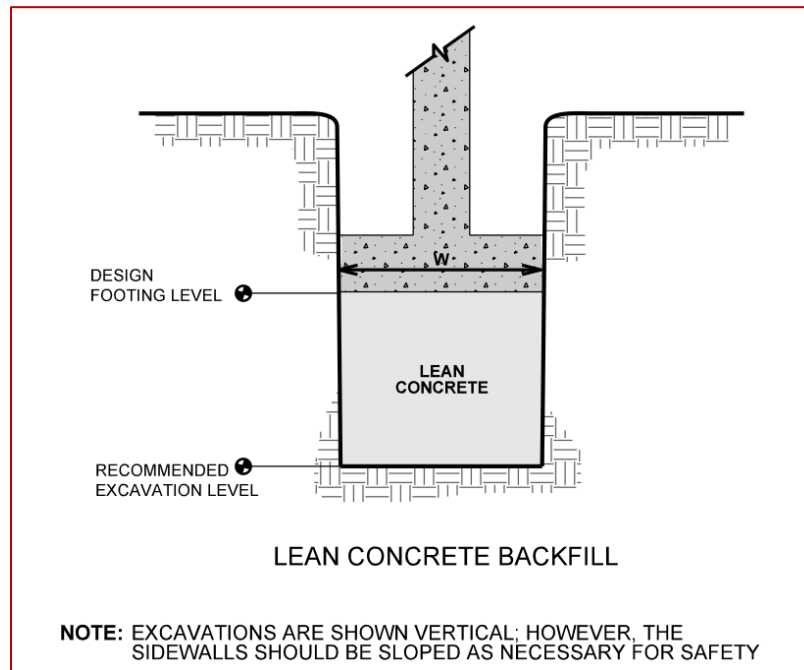 W
DESIGN
FOOTING LEVEL
LEAN
CONCRETE
RECOMMENDED
EXCAVATION LEVEL
LEAN CONCRETE BACKFILL
NOTE: EXCAVATIONS ARE SHOWN VERTICAL; HOWEVER, THE
SIDEWALLS SHOULD BE SLOPED AS NECESSARY FOR SAFETY